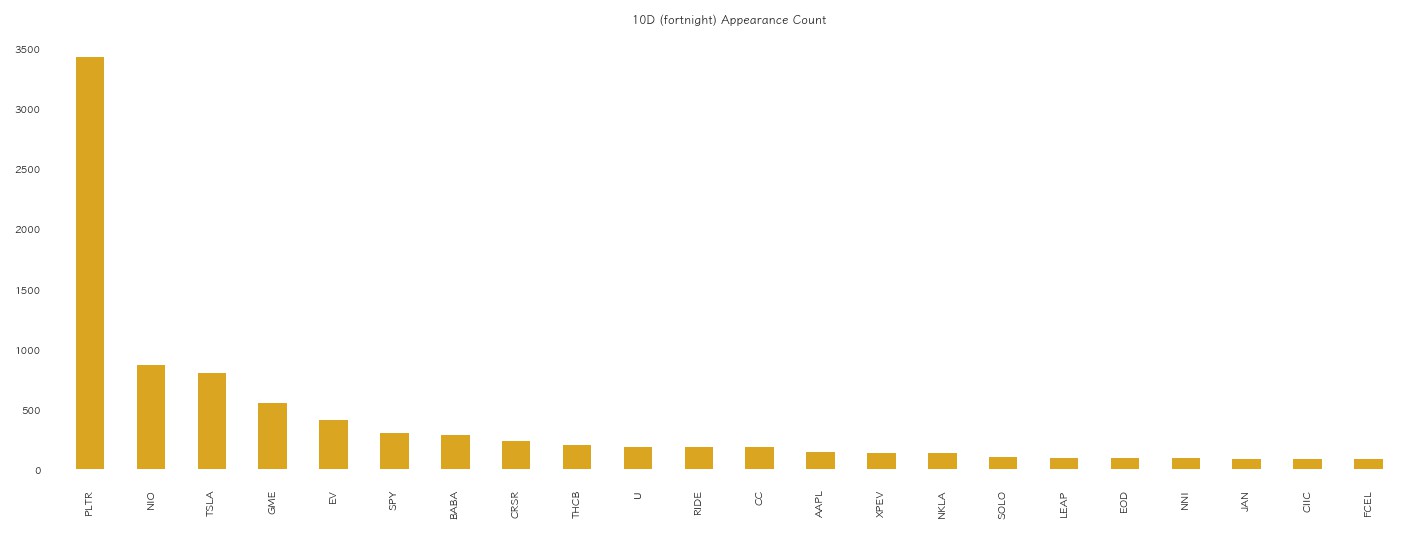 10D (fortnight) Appearance Count
3500
3000
2500
2000
1500
1000
500
0
PLTR
NIO
TSLA
GME
EV
SPY
BABA
CRSR
THCB
U
RIDE
CC
AAPL
XPEV
NKLA
SOLO
LEAP
EOD
NNI
JAN
CIIC
FCEL